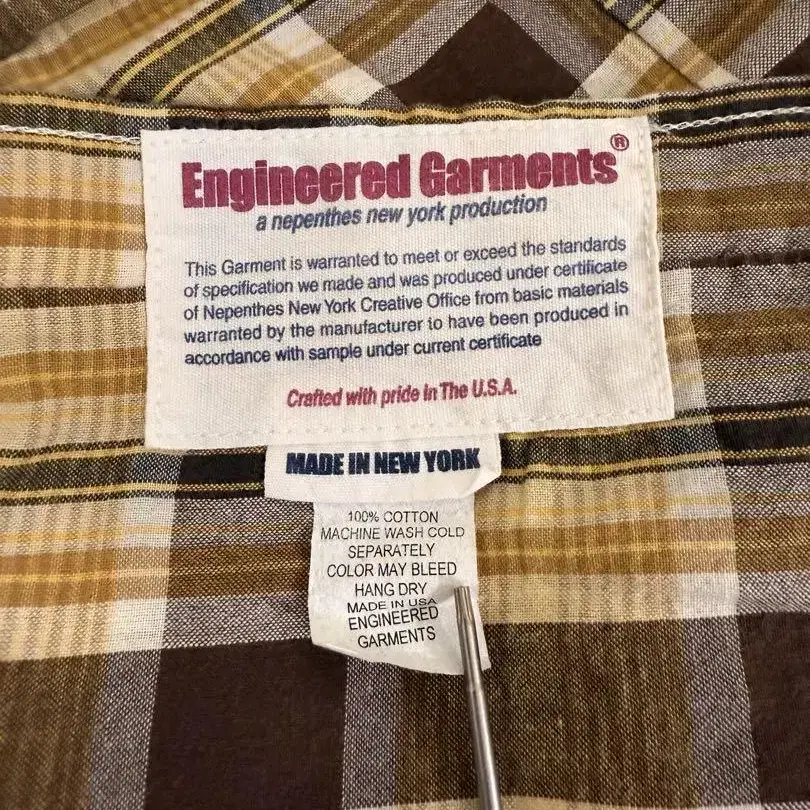 Engineered Garments®
a nepenthes new york production
This Garment is warranted to meet or exceed the standards
of specification we made and was produced under certificate
of Nepenthes New York Creative Office from basic materials
warranted by the manufacturer to have been produced in
accordance with sample under current certificate
Crafted with pride in The U.S.A.
MADE IN NEW YORK
100% COTTON
MACHINE WASH COLD
SEPARATELY
COLOR MAY BLEED
HANG DRY
MADE IN USA
ENGINEERED
GARMENTS